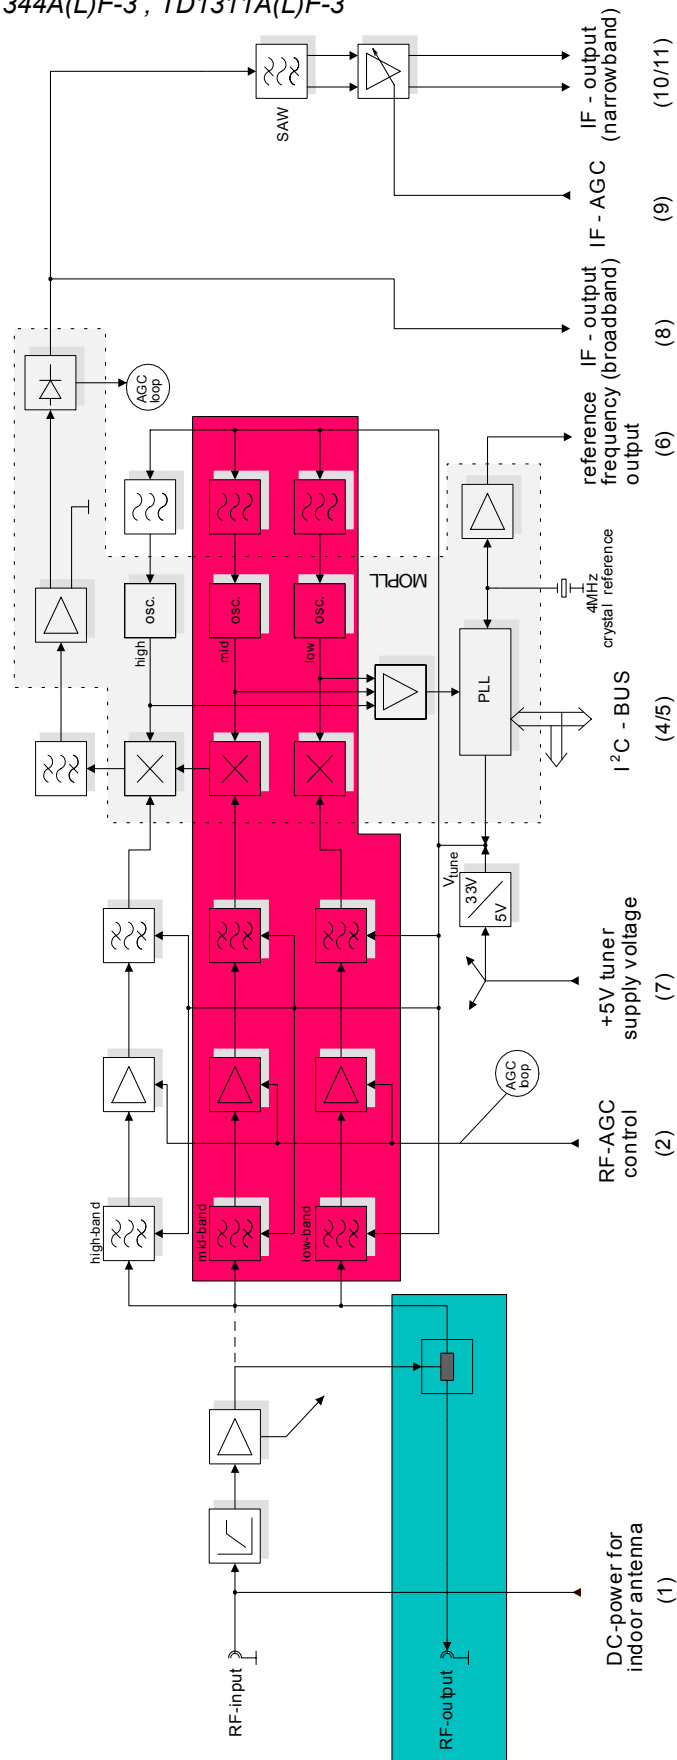 344A(L)F-3 , TD1311A(L)F-3
SAW
IF - output
(narrowband)
(10/11)
IF - AGC
(9)
IF - output
(broadband)
(8)
reference
frequency
output
(6)
AGC
loop
MOPLL
osc.
high
osc.
mid
osc.
low
4MHz
crystal reference
PLL
I²C - BUS
(4/5)
Vtune
33V
5V
+5V tuner
supply voltage
(7)
AGC
loop
RF-AGC
control
(2)
high-band
mid-band
low-band
RF-input
RF-output
DC-power for
indoor antenna
(1)